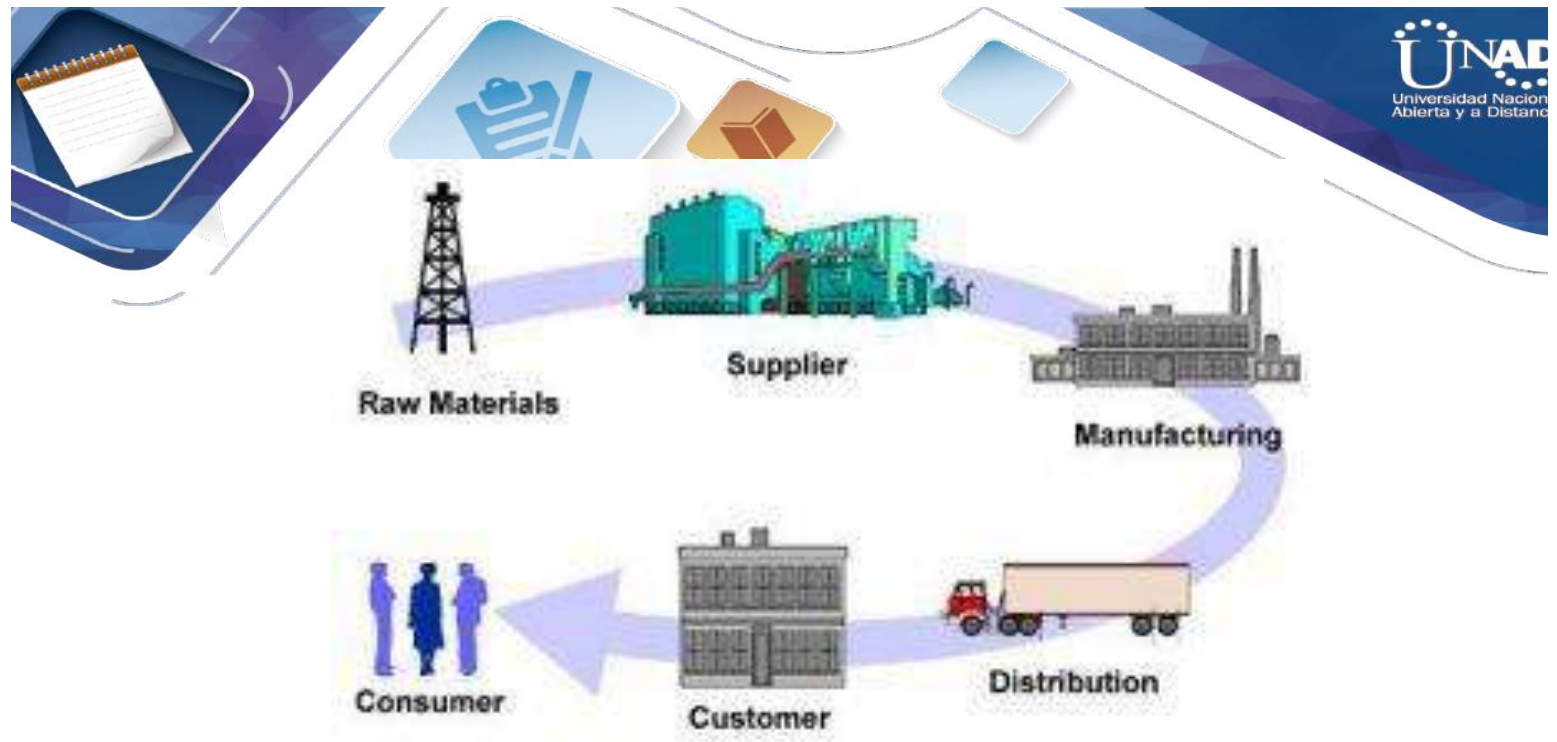 UNAD
Universidad Nacion
Abierta y a Distanc
Raw Materials
Supplier
Manufacturing
Distribution
Customer
Consumer